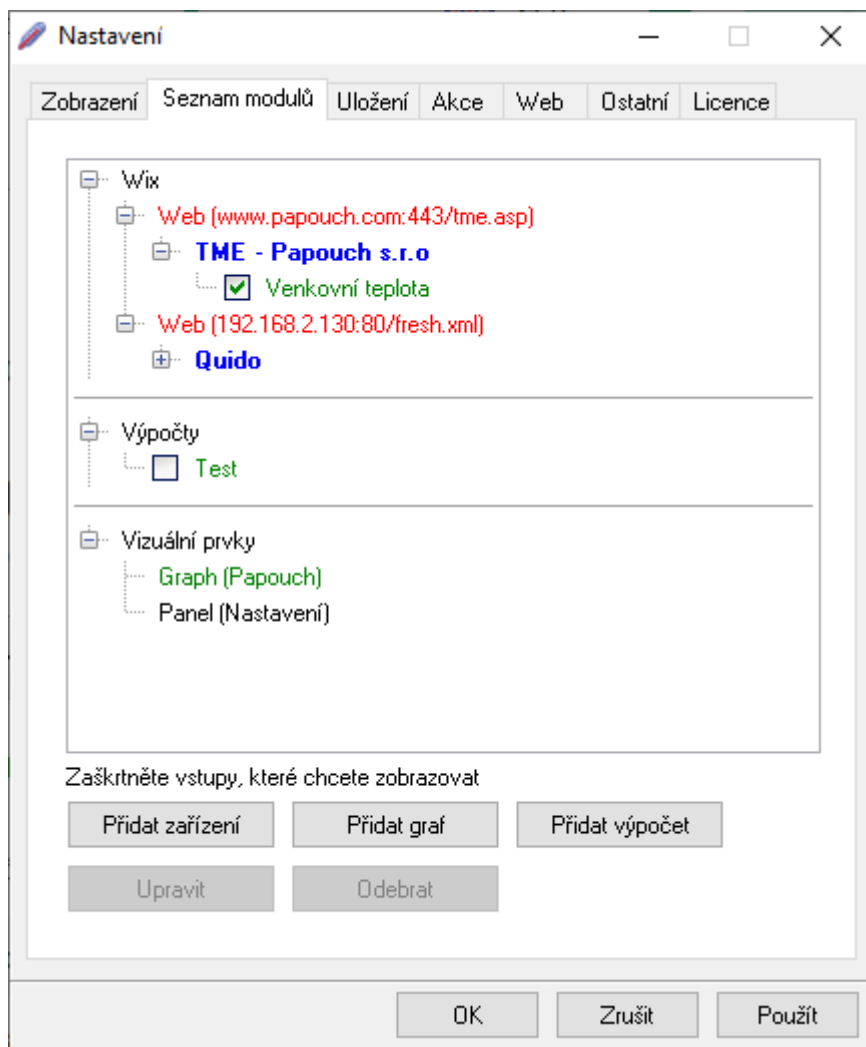 Nastavení
Zobrazení Seznam modulů Uložení Akce Web Ostatní Licence
Wix
Web (www.papouch.com:443/tme.asp)
TME - Papouch s.r.o
Venkovní teplota
Web (192.168.2.130:80/fresh.xml)
Quido
Výpočty
Test
Vizuální prvky
Graph (Papouch)
Panel (Nastavení)
Zaškrtněte vstupy, které chcete zobrazovat
Přidat zařízení Přidat graf Přidat výpočet
Upravit Odebrat
OK Zrušit Použít